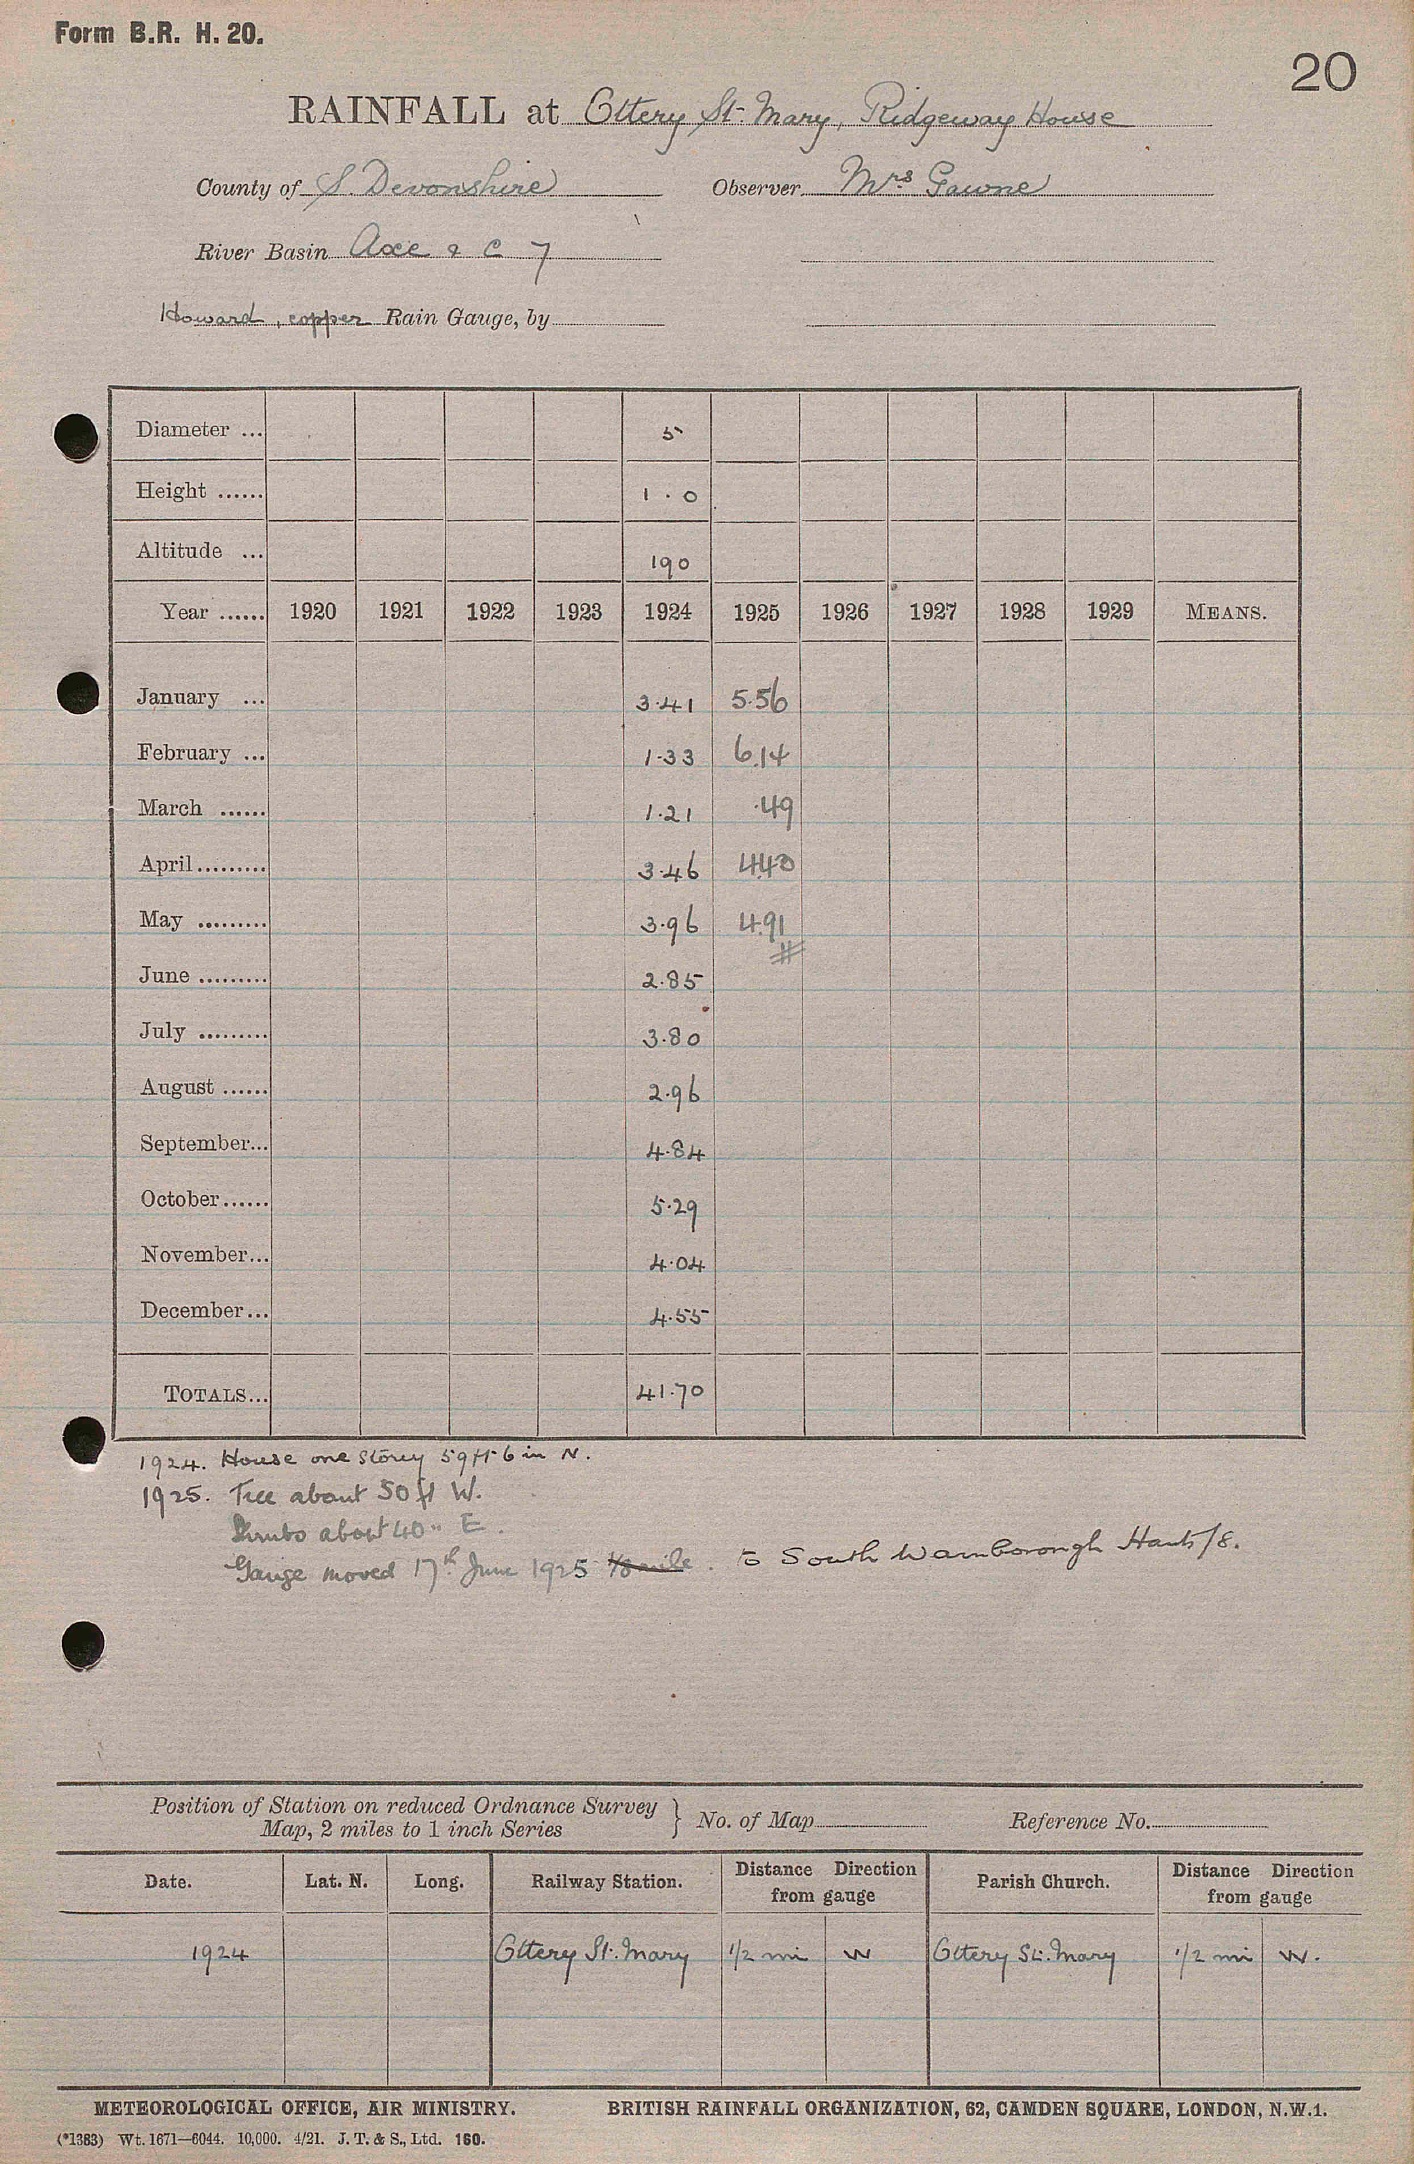 Form B.R. H. 20.
20
RAINFALL at Ottery St. Mary, Ridgeway House
County of S. Devonshire Observer Mrs Gawne
River Basin Axe & C 7
Howard, copper Rain Gauge, by
Diameter ... 5
Height ...... 1.0
Altitude ... 190
Year ...... 1920 1921 1922 1923 1924 1925 1926 1927 1928 1929 MEANS.
January ... 3.41 5.56
February ... 1.33 6.14
March ...... 1.21 .49
April ......... 3.46 4.40
May ......... 3.96 4.91
June ......... 2.85
July ......... 3.80
August ...... 2.96
September... 4.84
October...... 5.29
November... 4.04
December... 4.55
TOTALS... 41.70
1924. House one storey 59ft 6 in N.
1925. Tree about 50 ft W.
Shrubs about 40" E.
Gauge moved 17th June 1925 1/8 mile. to South Warnborough Hants/8.
Position of Station on reduced Ordnance Survey
Map, 2 miles to 1 inch Series } No. of Map Reference No.
Date. Lat. N. Long. Railway Station. Distance Direction from gauge Parish Church. Distance Direction from gauge
1924 Ottery St. Mary 1/2 mi W Ottery St. Mary 1/2 mi W.
METEOROLOGICAL OFFICE, AIR MINISTRY. BRITISH RAINFALL ORGANIZATION, 62, CAMDEN SQUARE, LONDON, N.W.1.
(*1383) Wt. 1671—6044. 10,000. 4/21. J. T. & S., Ltd. 160.